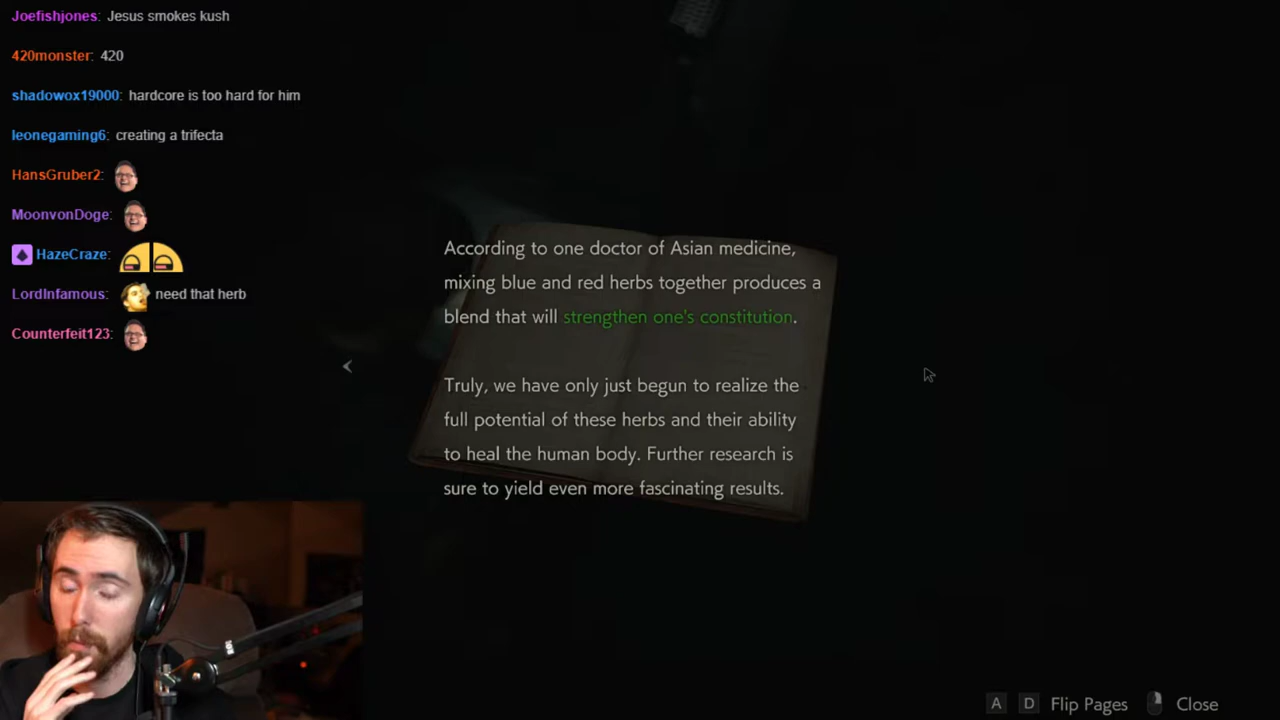 Joefishjones: Jesus smokes kush
420monster: 420
shadowox19000: hardcore is too hard for him
leonegaming6: creating a trifecta
HansGruber2:
MoonvonDoge:
HazeCraze:
LordInfamous: need that herb
Counterfeit123:
According to one doctor of Asian medicine,
mixing blue and red herbs together produces a
blend that will strengthen one's constitution.
Truly, we have only just begun to realize the
full potential of these herbs and their ability
to heal the human body. Further research is
sure to yield even more fascinating results.
A D Flip Pages Close